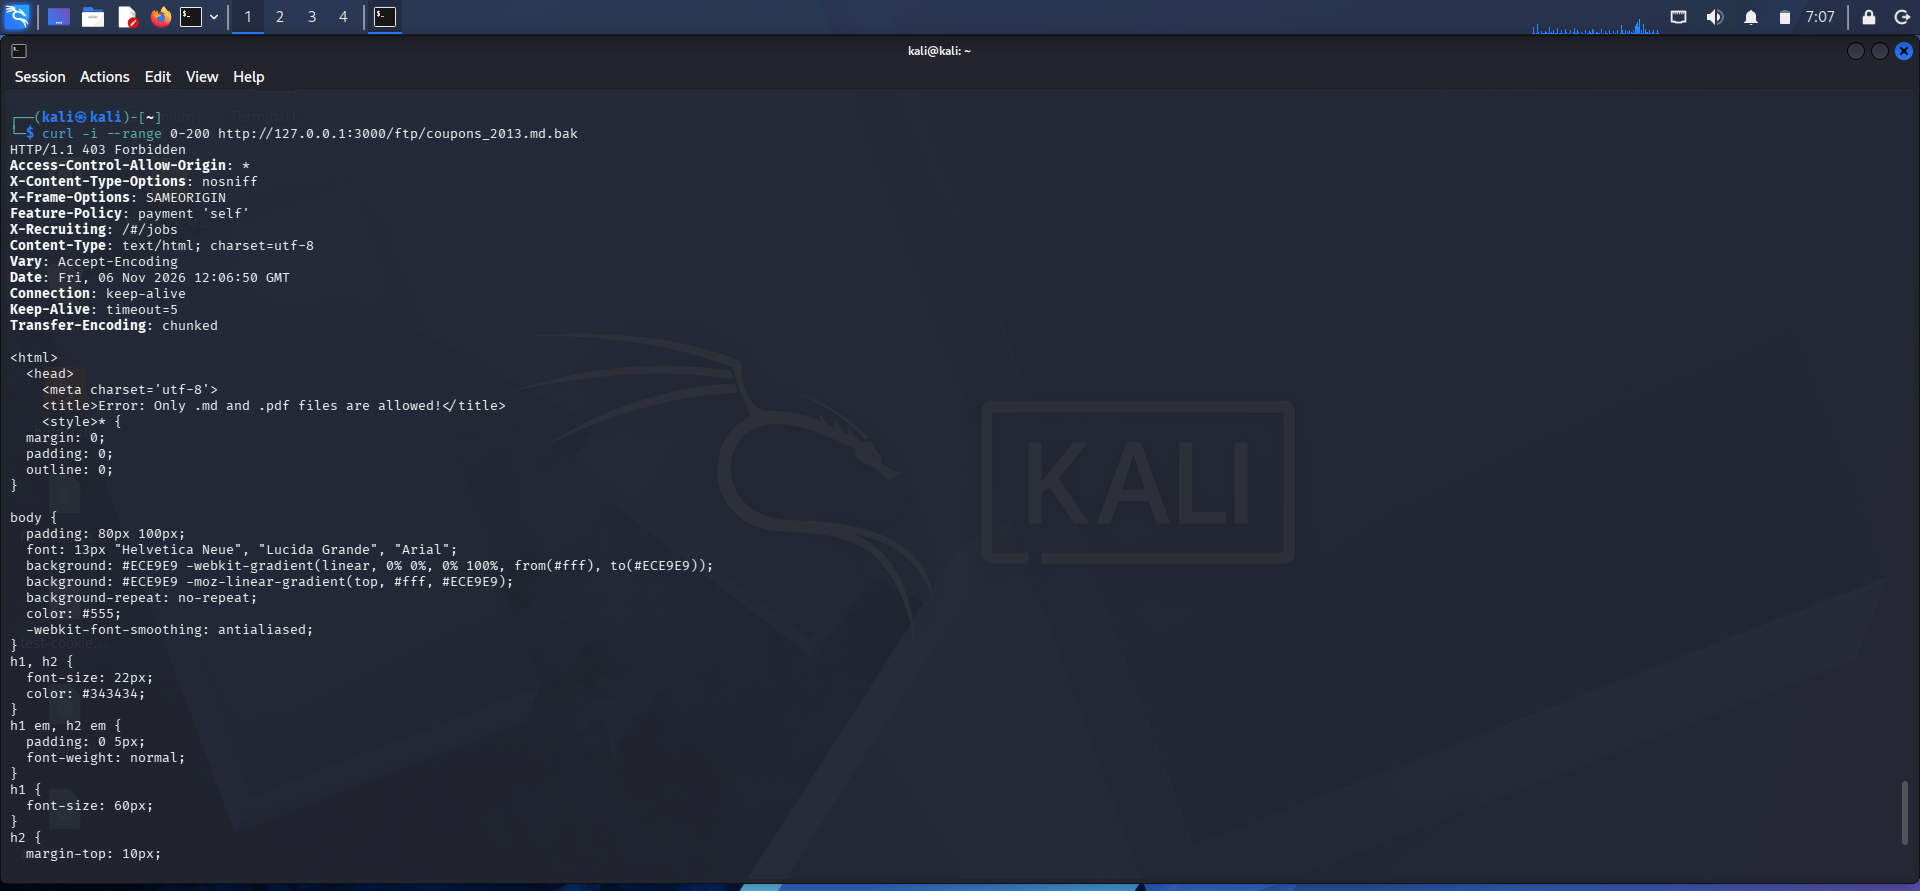 1
2
3
4
7:07
kali@kali: ~
Session Actions Edit View Help
┌──(kali㉿kali)-[~]
└─$ curl -i --range 0-200 http://127.0.0.1:3000/ftp/coupons_2013.md.bak
HTTP/1.1 403 Forbidden
Access-Control-Allow-Origin: *
X-Content-Type-Options: nosniff
X-Frame-Options: SAMEORIGIN
Feature-Policy: payment 'self'
X-Recruiting: /#/jobs
Content-Type: text/html; charset=utf-8
Vary: Accept-Encoding
Date: Fri, 06 Nov 2026 12:06:50 GMT
Connection: keep-alive
Keep-Alive: timeout=5
Transfer-Encoding: chunked
<html>
  <head>
    <meta charset='utf-8'>
    <title>Error: Only .md and .pdf files are allowed!</title>
    <style>* {
  margin: 0;
  padding: 0;
  outline: 0;
}
body {
  padding: 80px 100px;
  font: 13px "Helvetica Neue", "Lucida Grande", "Arial";
  background: #ECE9E9 -webkit-gradient(linear, 0% 0%, 0% 100%, from(#fff), to(#ECE9E9));
  background: #ECE9E9 -moz-linear-gradient(top, #fff, #ECE9E9);
  background-repeat: no-repeat;
  color: #555;
  -webkit-font-smoothing: antialiased;
}
h1, h2 {
  font-size: 22px;
  color: #343434;
}
h1 em, h2 em {
  padding: 0 5px;
  font-weight: normal;
}
h1 {
  font-size: 60px;
}
h2 {
  margin-top: 10px;
KALI